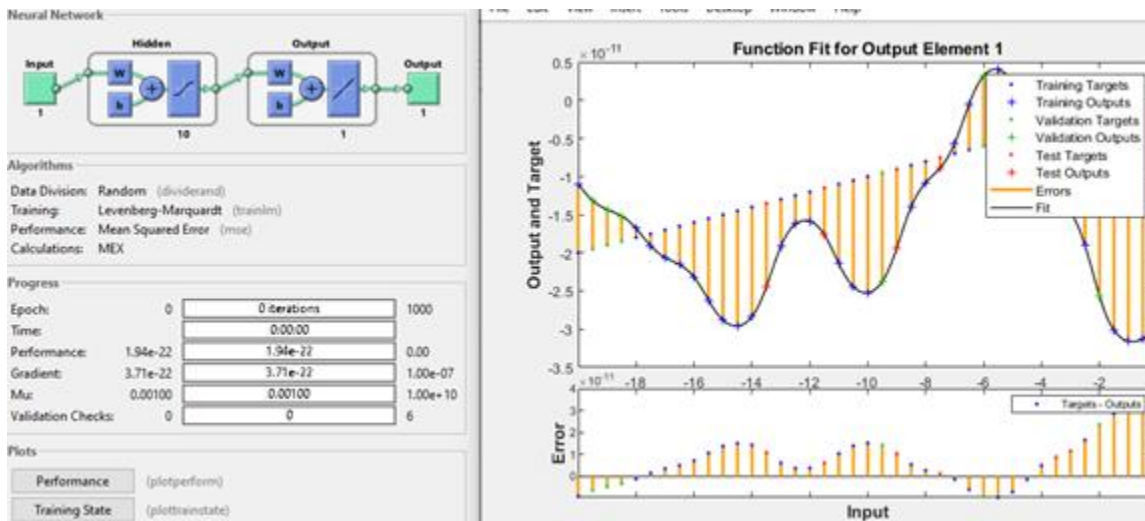 Neural Network
Hidden
Output
Input
W
b
+
W
b
+
Output
1
10
1
1
Algorithms
Data Division: Random (dividerand)
Training: Levenberg-Marquardt (trainlm)
Performance: Mean Squared Error (mse)
Calculations: MEX
Progress
Epoch: 0 0 iterations 1000
Time: 0:00:00
Performance: 1.94e-22 1.94e-22 0.00
Gradient: 3.71e-22 3.71e-22 1.00e-07
Mu: 0.00100 0.00100 1.00e+10
Validation Checks: 0 0 6
Plots
Performance (plotperform)
Training State (plottrainstate)
Function Fit for Output Element 1
× 10-11
0.5
0
-0.5
-1
-1.5
-2
-2.5
-3
-3.5
Output and Target
Training Targets
Training Outputs
Validation Targets
Validation Outputs
Test Targets
Test Outputs
Errors
Fit
-18 -16 -14 -12 -10 -8 -6 -4 -2
× 10-11
4
3
2
1
0
-1
Error
Targets - Outputs
Input